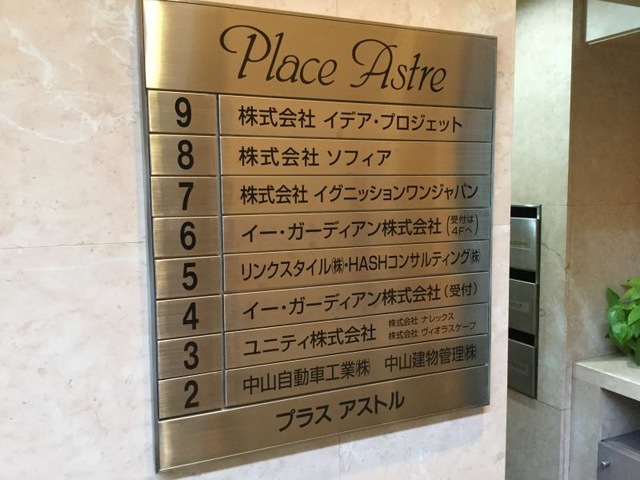 Place Astre
9 株式会社 イデア・プロジェット
8 株式会社 ソフィア
7 株式会社 イグニッションワンジャパン
6 イー・ガーディアン株式会社 (受付は4Fへ)
5 リンクスタイル㈱・HASHコンサルティング㈱
4 イー・ガーディアン株式会社 (受付)
3 ユニティ株式会社 株式会社 ナレックス 株式会社 ヴィオラスケープ
2 中山自動車工業㈱ 中山建物管理㈱
プラス アストル